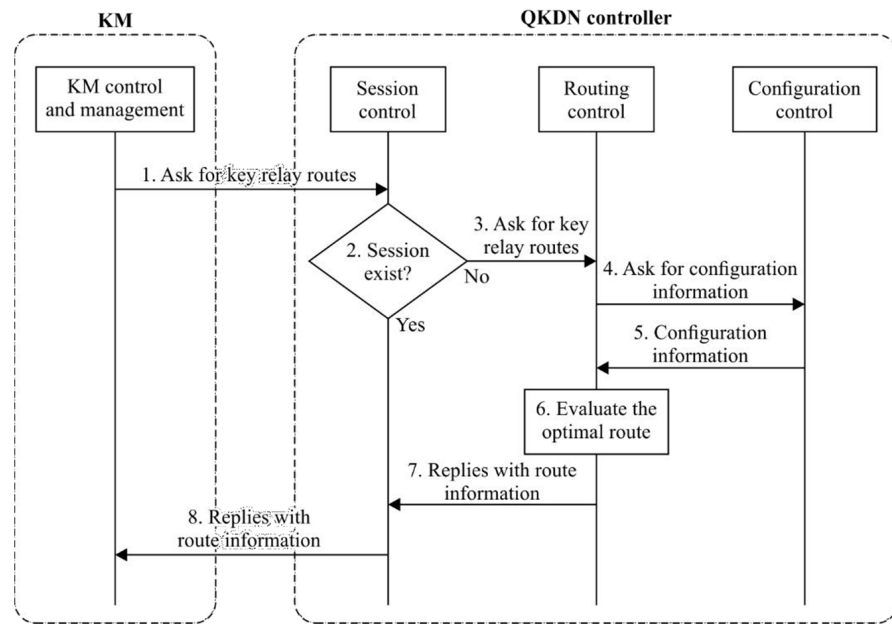 KM
QKDN controller
KM control
and management
Session
control
Routing
control
Configuration
control
1. Ask for key relay routes
2. Session
exist?
No
Yes
3. Ask for key
relay routes
4. Ask for configuration
information
5. Configuration
information
6. Evaluate the
optimal route
7. Replies with route
information
8. Replies with
route information